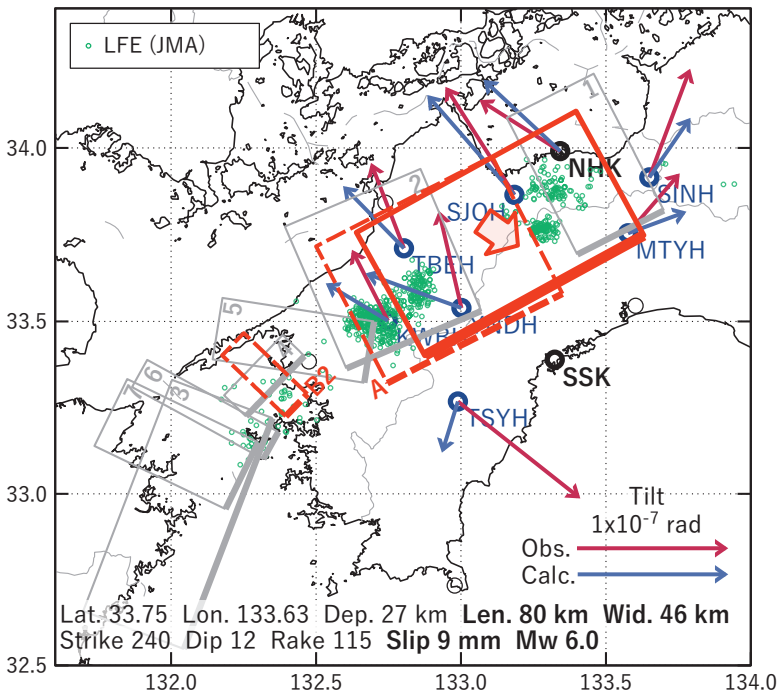 LFE (JMA)
34.0
33.5
33.0
32.5
1
2
NHK
SINH
SJOH
MTYH
TBEH
5
A
B2
SSK
6
7
3
TSYH
Tilt
1x10⁻⁷ rad
Obs.
Calc.
Lat. 33.75 Lon. 133.63 Dep. 27 km Len. 80 km Wid. 46 km
Strike 240 Dip 12 Rake 115 Slip 9 mm Mw 6.0
132.0 132.5 133.0 133.5 134.0